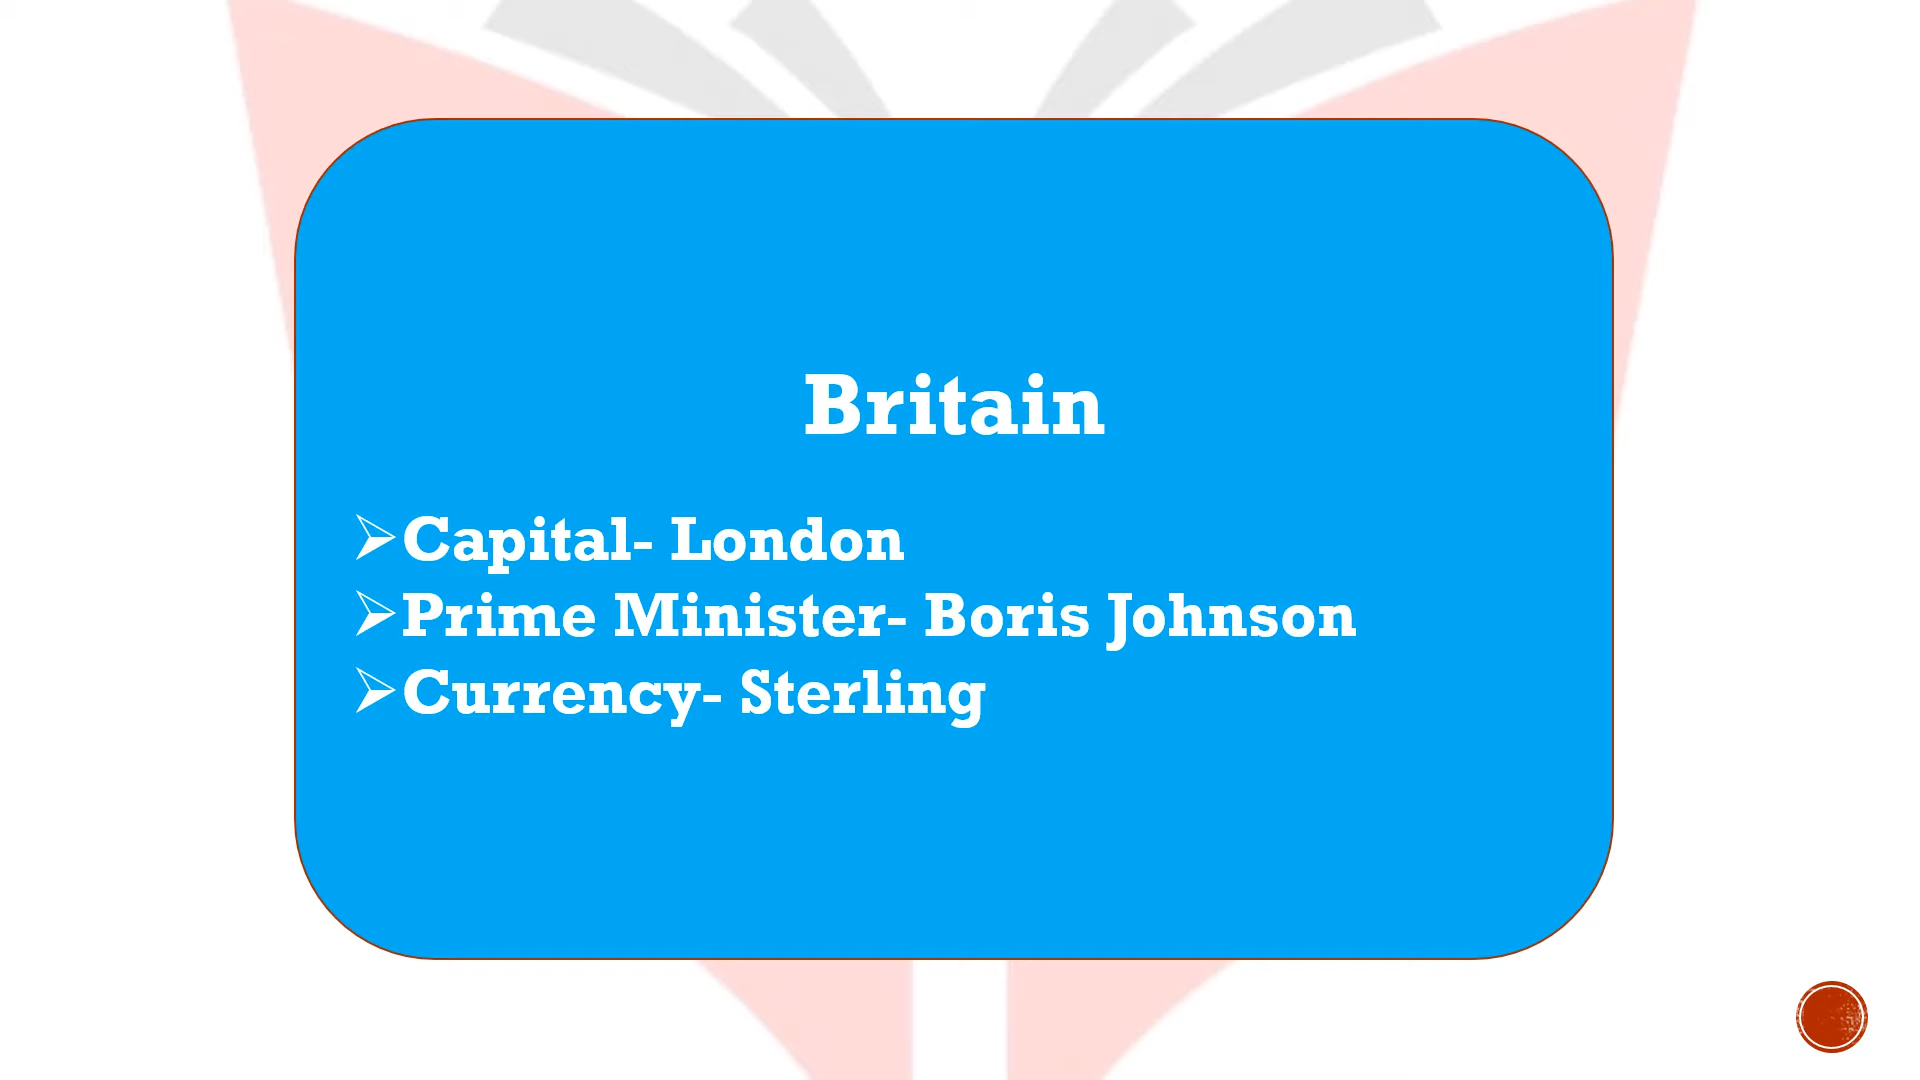 Britain
➢Capital- London
➢Prime Minister- Boris Johnson
➢Currency- Sterling